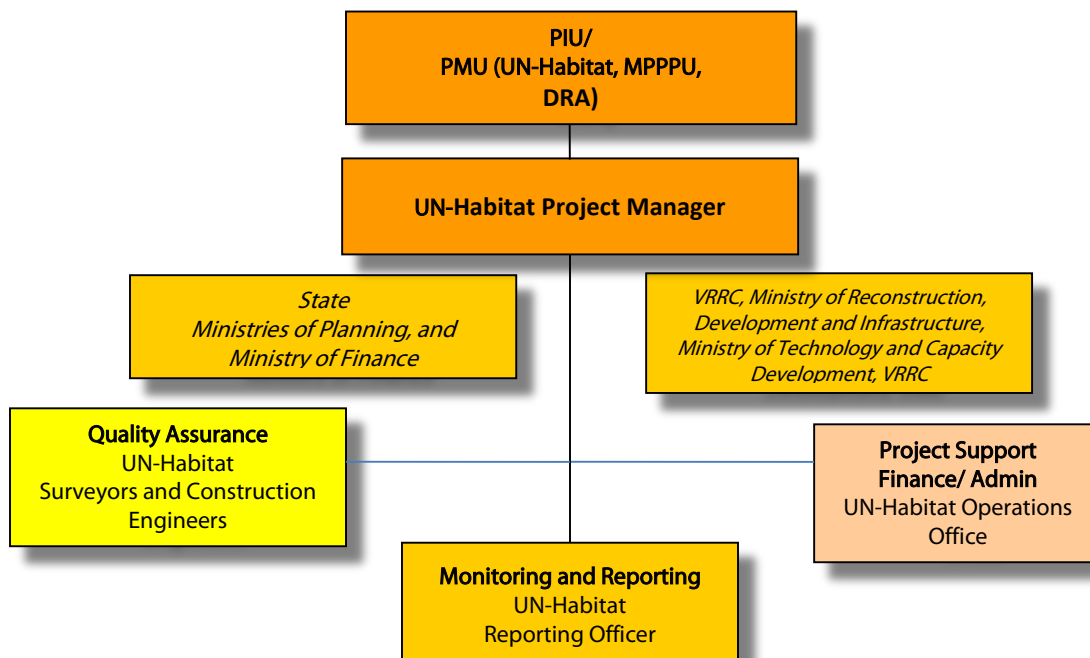 PIU/
PMU (UN-Habitat, MPPPU,
DRA)
UN-Habitat Project Manager
State
Ministries of Planning, and
Ministry of Finance
VRRC, Ministry of Reconstruction,
Development and Infrastructure,
Ministry of Technology and Capacity
Development, VRRC
Quality Assurance
UN-Habitat
Surveyors and Construction
Engineers
Project Support
Finance/ Admin
UN-Habitat Operations
Office
Monitoring and Reporting
UN-Habitat
Reporting Officer